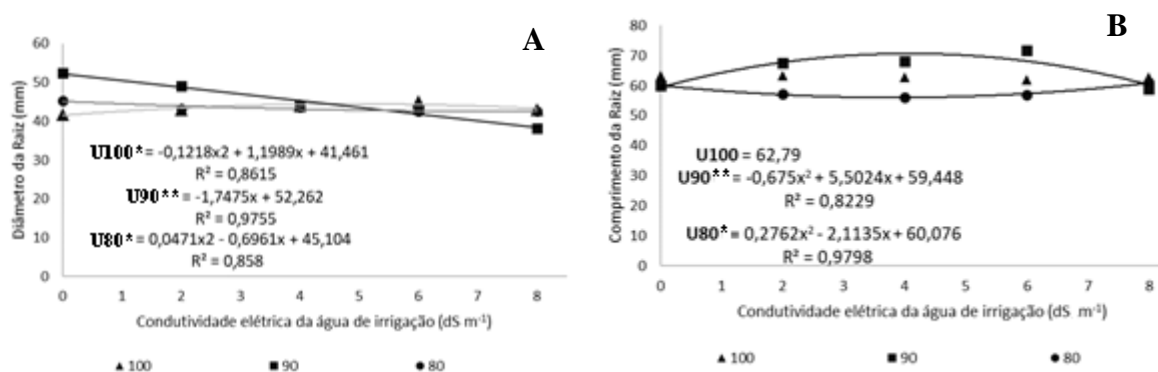 A
Diâmetro da Raiz (mm)
60
50
40
30
20
10
0
U100* = -0,1218x2 + 1,1989x + 41,461
R² = 0,8615
U90** = -1,7475x + 52,262
R² = 0,9755
U80* = 0,0471x2 - 0,6961x + 45,104
R² = 0,858
0 1 2 3 4 5 6 7 8
Condutividade elétrica da água de irrigação (dS m⁻¹)
▲ 100 ■ 90 ● 80
B
Comprimento da Raiz (mm)
80
70
60
50
40
30
20
10
0
U100 = 62,79
U90** = -0,675x² + 5,5024x + 59,448
R² = 0,8229
U80* = 0,2762x² - 2,1135x + 60,076
R² = 0,9798
0 2 4 6 8
Condutividade elétrica da água de irrigação (dS m⁻¹)
▲ 100 ■ 90 ● 80